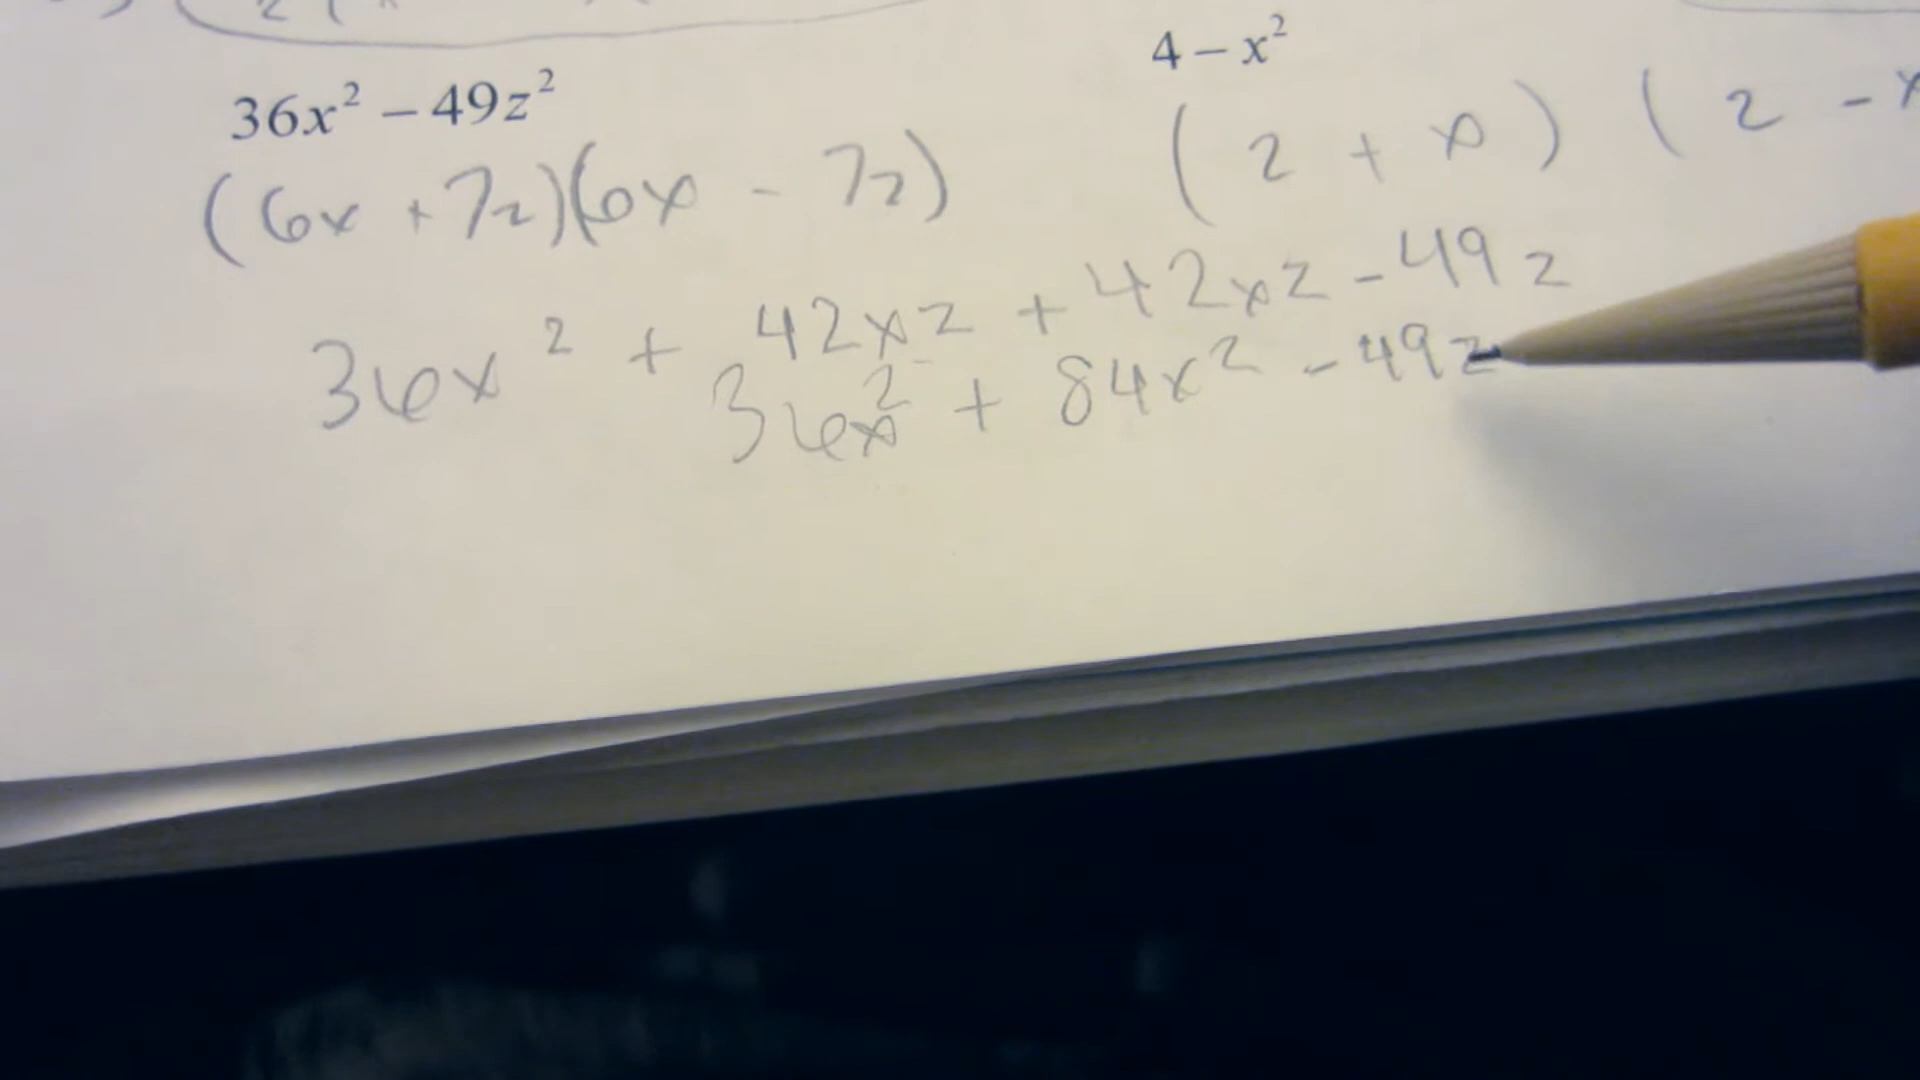 36x² – 49z²
(6x + 7z)(6x - 7z)
36x² + 42xz + 42xz - 49z
36x² + 84x² - 49z
4 – x²
(2 + x) (2 - x